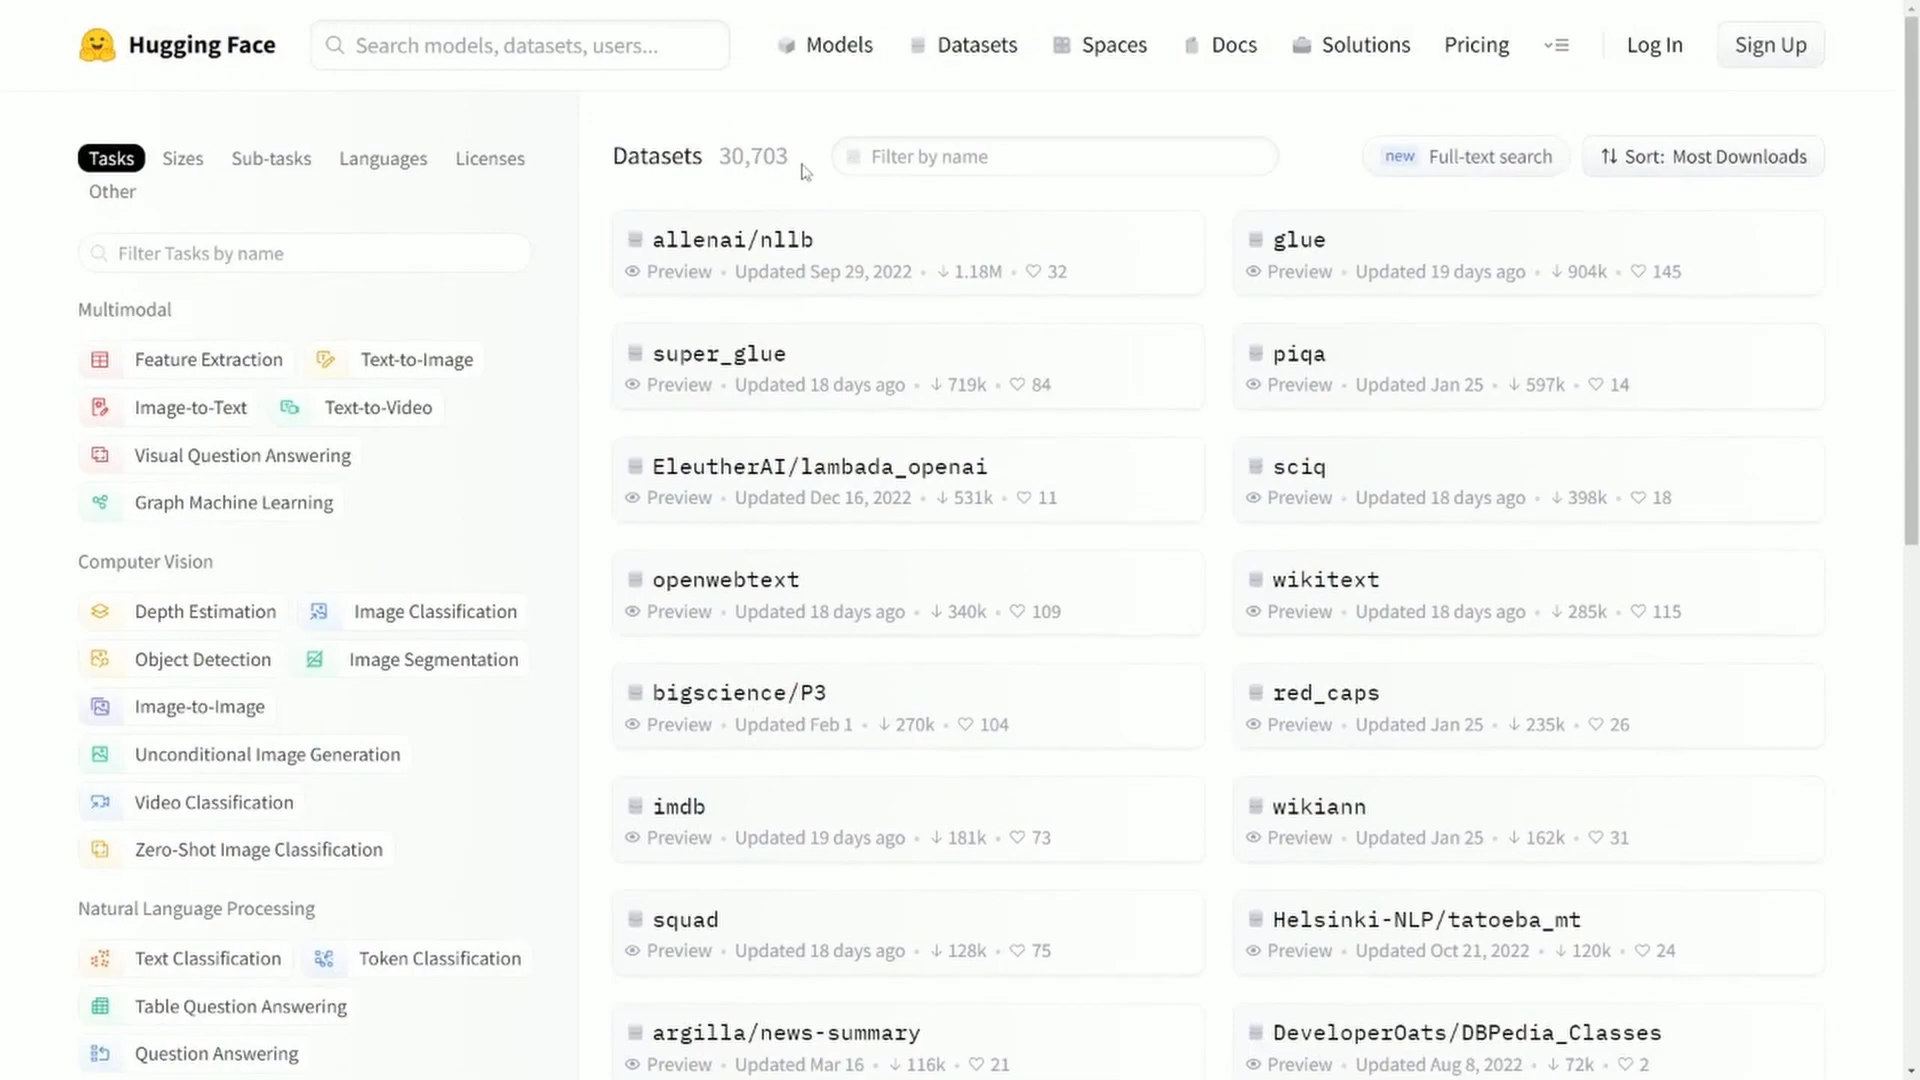 Hugging Face
Search models, datasets, users...
Models
Datasets
Spaces
Docs
Solutions
Pricing
Log In
Sign Up
Tasks Sizes Sub-tasks Languages Licenses
Other
Filter Tasks by name
Multimodal
Feature Extraction Text-to-Image
Image-to-Text Text-to-Video
Visual Question Answering
Graph Machine Learning
Computer Vision
Depth Estimation Image Classification
Object Detection Image Segmentation
Image-to-Image
Unconditional Image Generation
Video Classification
Zero-Shot Image Classification
Natural Language Processing
Text Classification Token Classification
Table Question Answering
Question Answering
Datasets 30,703
Filter by name
new Full-text search
Sort: Most Downloads
allenai/nllb
Preview • Updated Sep 29, 2022 • ↓ 1.18M • ♡ 32
glue
Preview • Updated 19 days ago • ↓ 904k • ♡ 145
super_glue
Preview • Updated 18 days ago • ↓ 719k • ♡ 84
piqa
Preview • Updated Jan 25 • ↓ 597k • ♡ 14
EleutherAI/lambada_openai
Preview • Updated Dec 16, 2022 • ↓ 531k • ♡ 11
sciq
Preview • Updated 18 days ago • ↓ 398k • ♡ 18
openwebtext
Preview • Updated 18 days ago • ↓ 340k • ♡ 109
wikitext
Preview • Updated 18 days ago • ↓ 285k • ♡ 115
bigscience/P3
Preview • Updated Feb 1 • ↓ 270k • ♡ 104
red_caps
Preview • Updated Jan 25 • ↓ 235k • ♡ 26
imdb
Preview • Updated 19 days ago • ↓ 181k • ♡ 73
wikiann
Preview • Updated Jan 25 • ↓ 162k • ♡ 31
squad
Preview • Updated 18 days ago • ↓ 128k • ♡ 75
Helsinki-NLP/tatoeba_mt
Preview • Updated Oct 21, 2022 • ↓ 120k • ♡ 24
argilla/news-summary
Preview • Updated Mar 16 • ↓ 116k • ♡ 21
DeveloperOats/DBPedia_Classes
Preview • Updated Aug 8, 2022 • ↓ 72k • ♡ 2